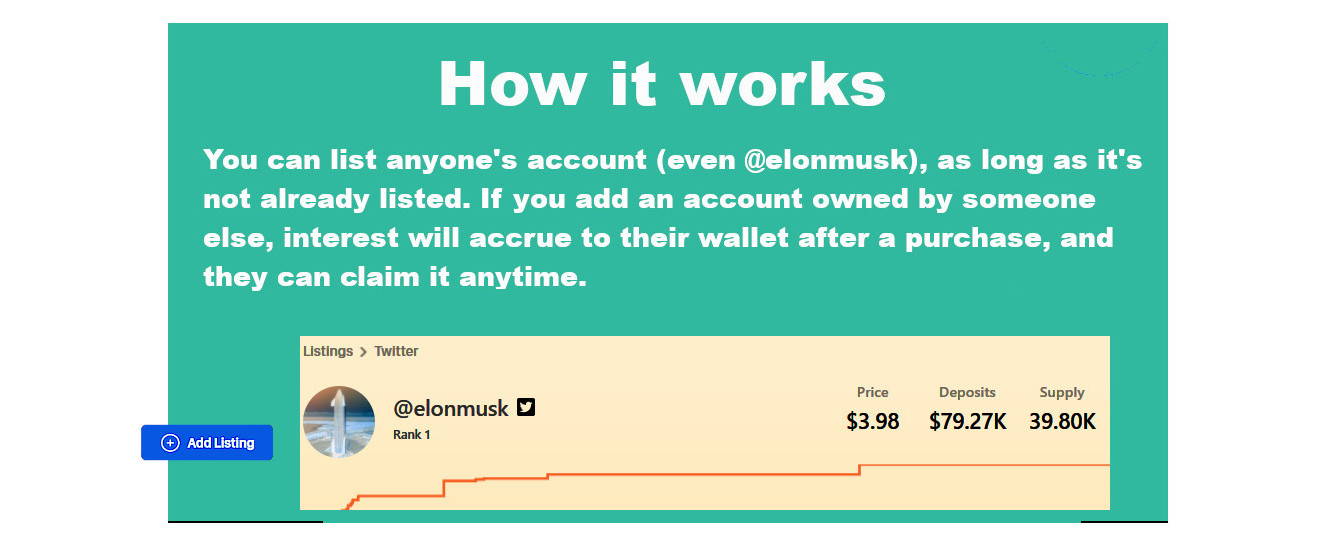 How it works
You can list anyone's account (even @elonmusk), as long as it's
not already listed. If you add an account owned by someone
else, interest will accrue to their wallet after a purchase, and
they can claim it anytime.
Listings > Twitter
Price Deposits Supply
@elonmusk
$3.98 $79.27K 39.80K
Rank 1
Add Listing